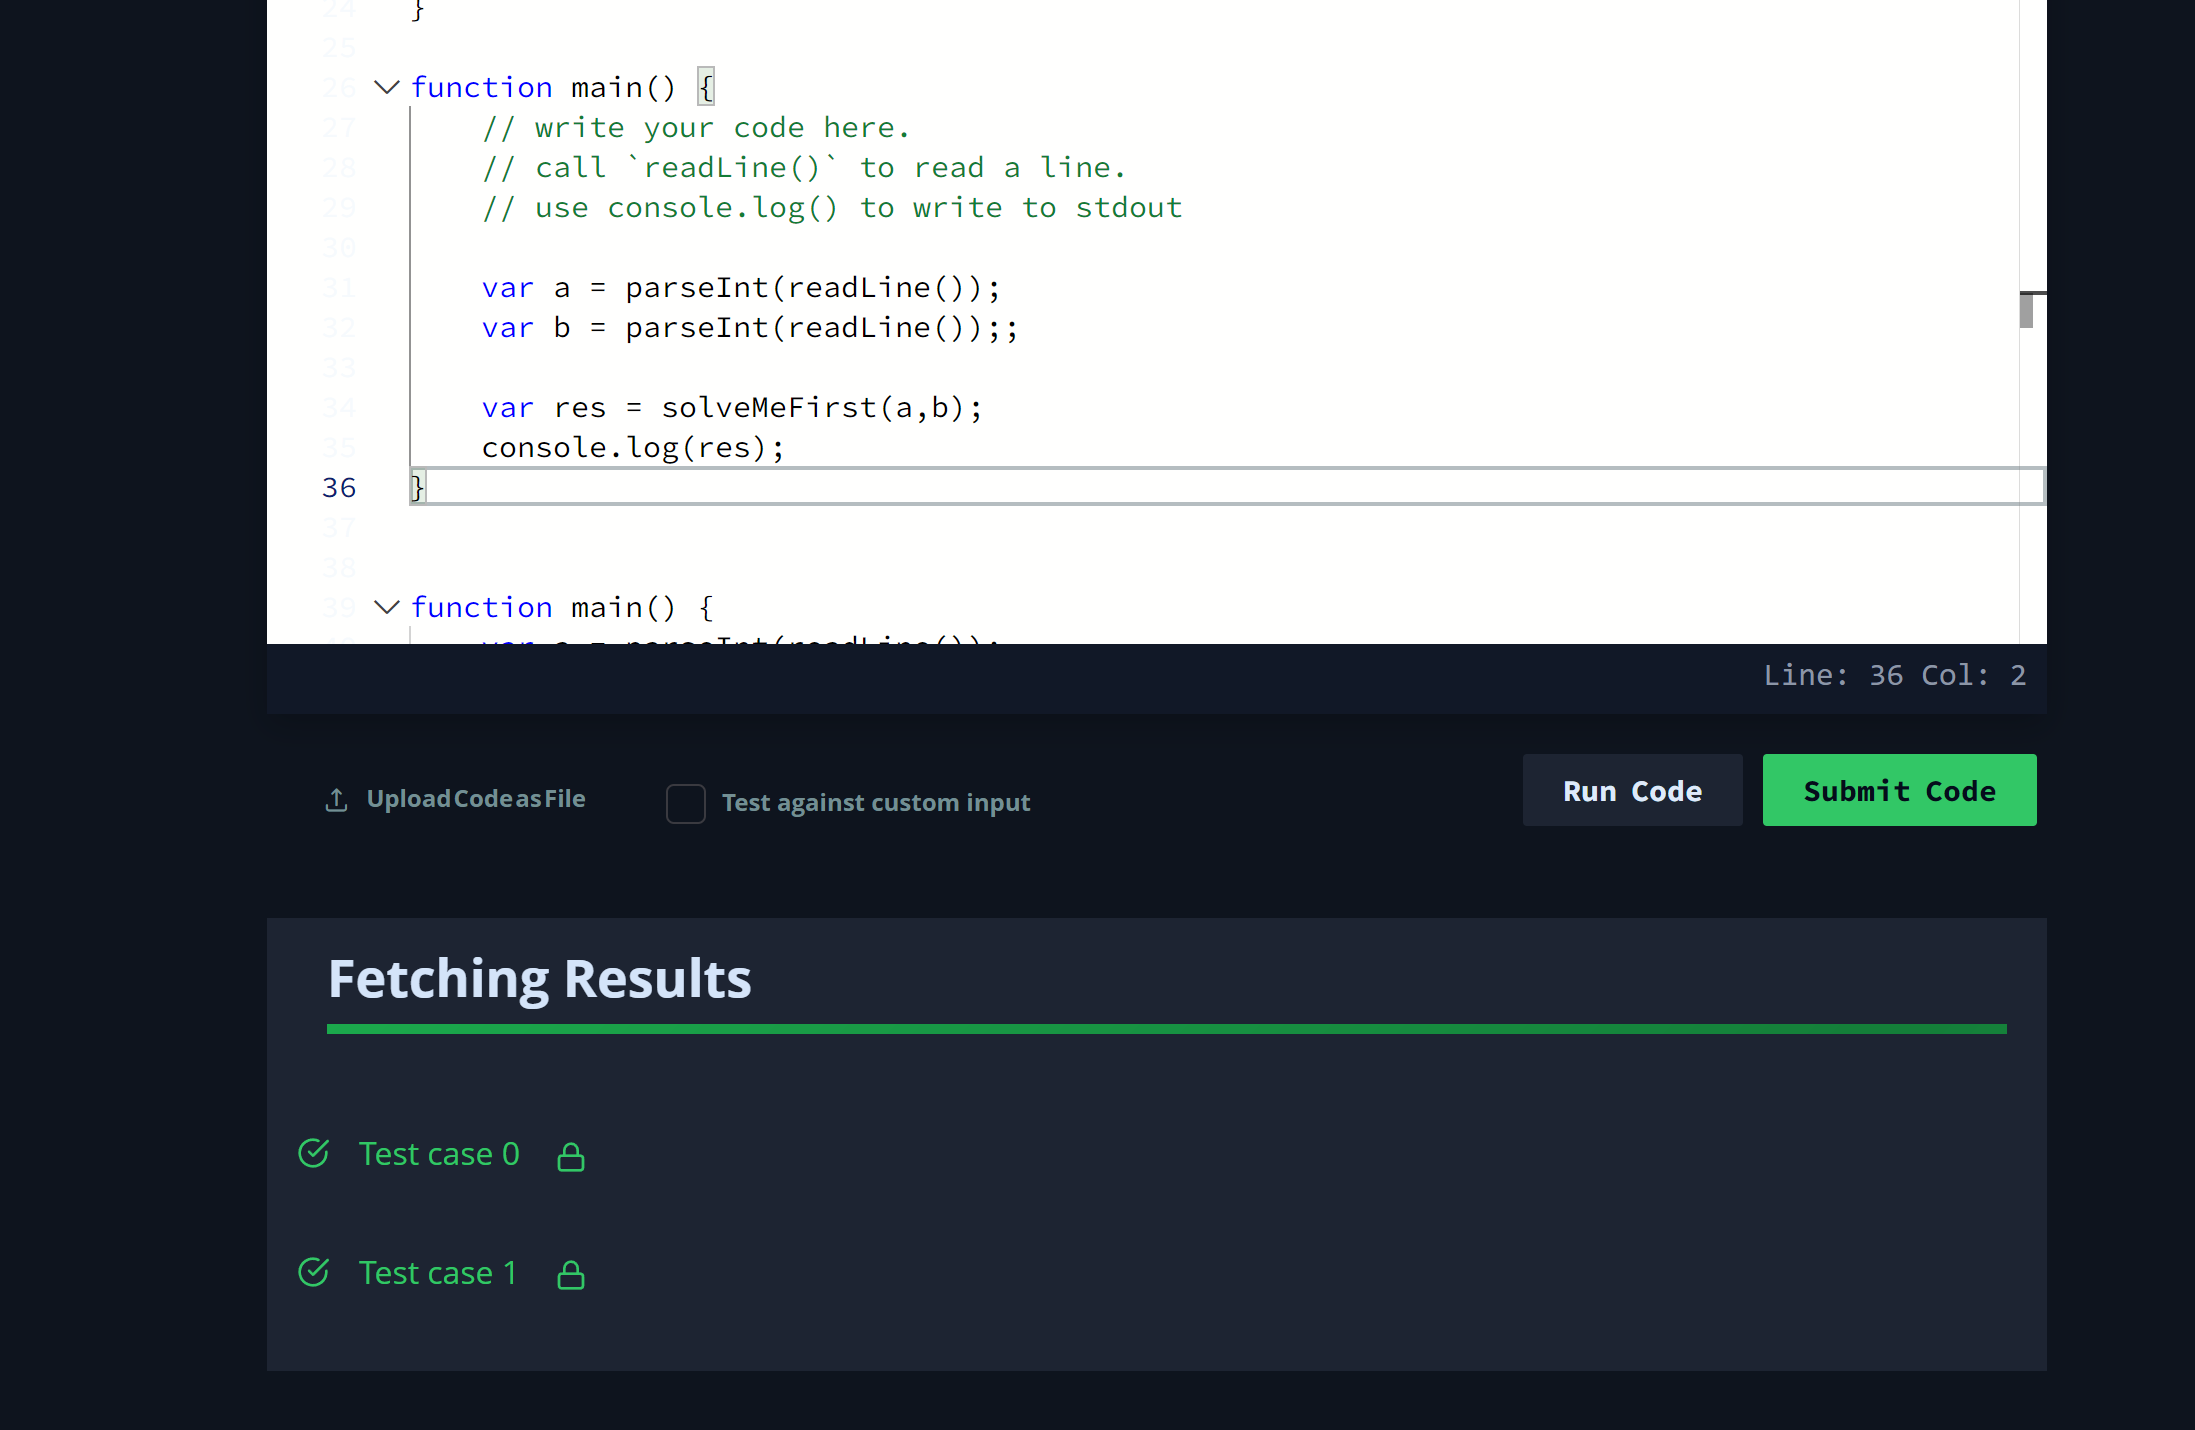 24 }
25
26 function main() {
27 // write your code here.
28 // call `readLine()` to read a line.
29 // use console.log() to write to stdout
30
31 var a = parseInt(readLine());
32 var b = parseInt(readLine());;
33
34 var res = solveMeFirst(a,b);
35 console.log(res);
36 }
37
38
39 function main() {
40 var a = parseInt(readLine());
Line: 36 Col: 2
Upload Code as File
Test against custom input
Run Code
Submit Code
Fetching Results
Test case 0
Test case 1